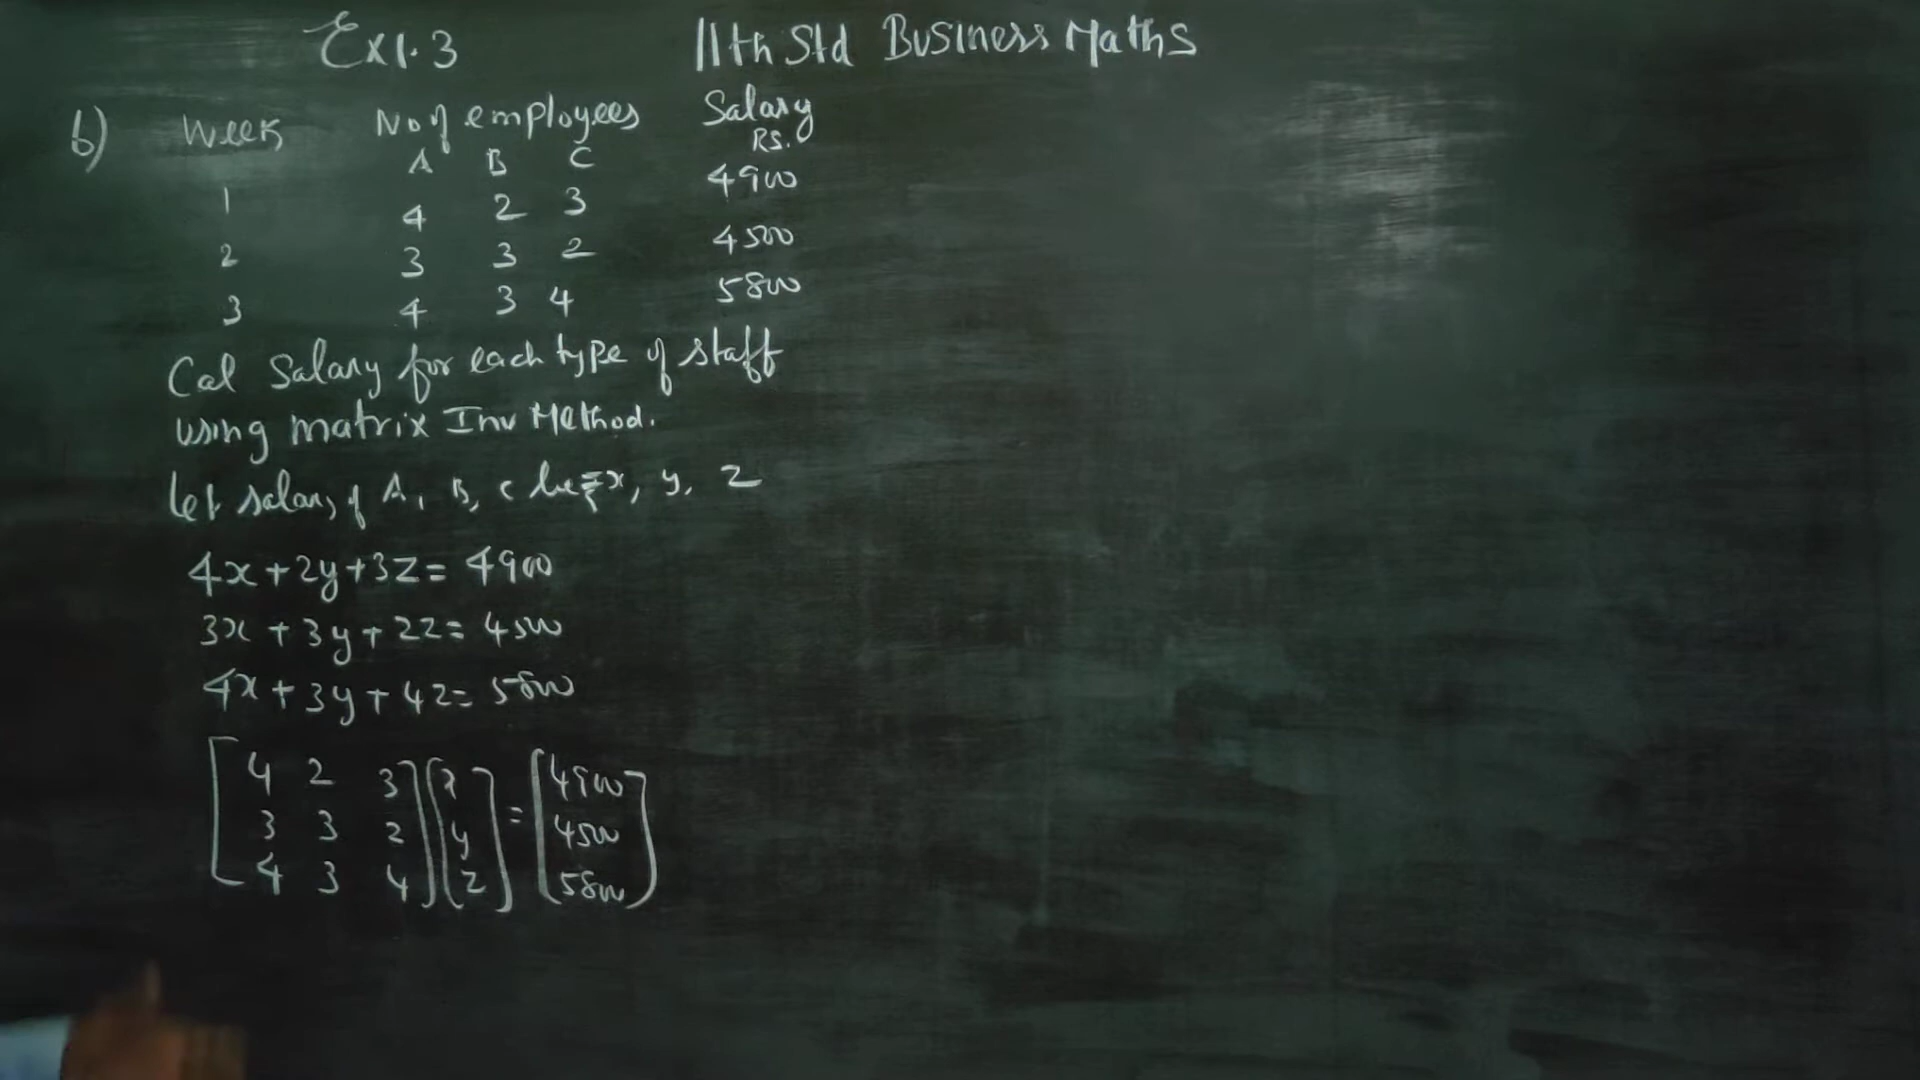 Ex 1.3 11th Std Business Maths
6) Week No of employees Salary
Rs.
A B C
1 4 2 3 4900
2 3 3 2 4500
3 4 3 4 5800
Cal Salary for each type of staff
using matrix Inv Method.
Let salary of A, B, C be ₹ x, y, z
4x + 2y + 3z = 4900
3x + 3y + 2z = 4500
4x + 3y + 4z = 5800
[4 2 3] [x] = [4900]
[3 3 2] [y] [4500]
[4 3 4] [z] [5800]